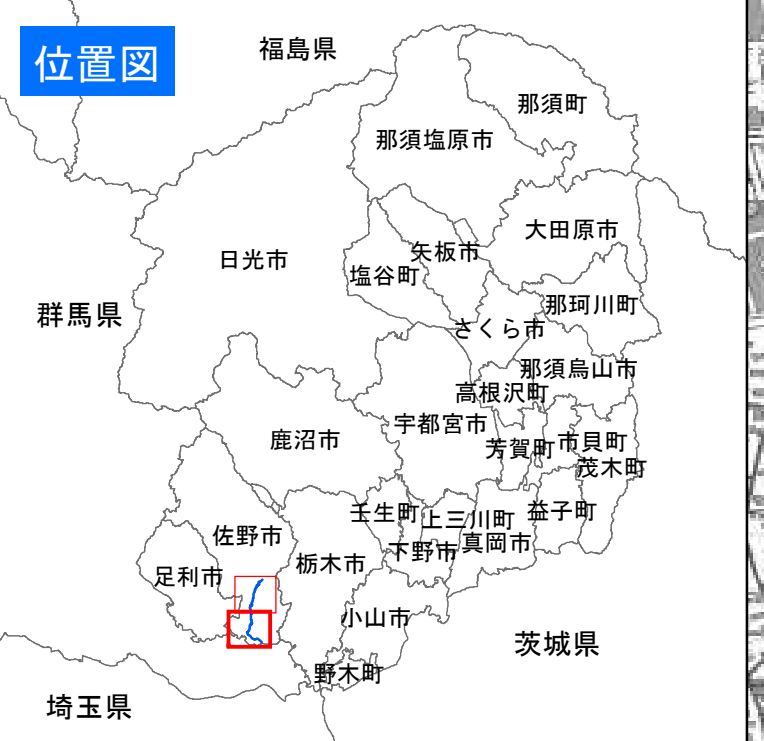 位置図
福島県
那須町
那須塩原市
大田原市
矢板市
日光市
塩谷町
那珂川町
群馬県
さくら市
那須烏山市
高根沢町
宇都宮市
鹿沼市
市貝町
芳賀町
茂木町
壬生町
上三川町
益子町
佐野市
真岡市
下野市
栃木市
足利市
小山市
茨城県
野木町
埼玉県